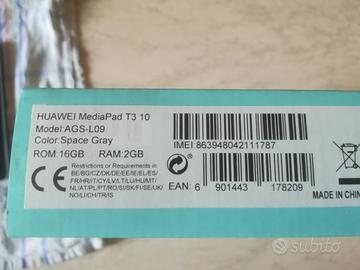 HUAWEI MediaPad T3 10
Model:AGS-L09
Color:Space Gray
IMEI:863948042111787
ROM:16GB RAM:2GB
Restrictions or Requirements in:
BE/BG/CZ/DK/DE/EE/IE/EL/ES/
FR/HR/IT/CY/LV/LT/LU/HU/MT/
NL/AT/PL/PT/RO/SI/SK/FI/SE/UK/
NO/LI/CH/TR/IS
EAN: 6 901443 178209
MADE IN CHIN
subito